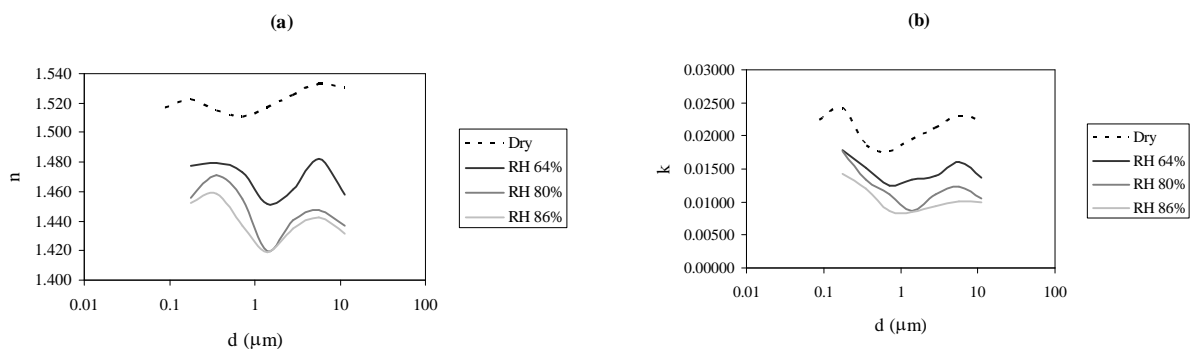 (a)
1.540
1.520
1.500
1.480
1.460
1.440
1.420
1.400
n
0.01 0.1 1 10 100
d (μm)
Dry
RH 64%
RH 80%
RH 86%
(b)
0.03000
0.02500
0.02000
0.01500
0.01000
0.00500
0.00000
k
0.01 0.1 1 10 100
d (μm)
Dry
RH 64%
RH 80%
RH 86%